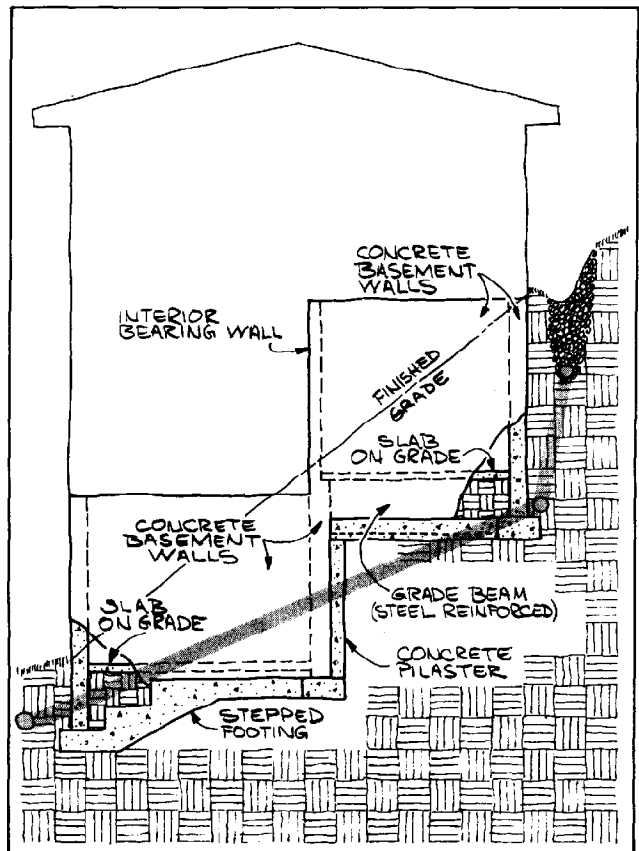 CONCRETE
BASEMENT
WALLS
INTERIOR
BEARING WALL
FINISHED
GRADE
SLAB
ON GRADE
CONCRETE
BASEMENT
WALLS
SLAB
ON GRADE
GRADE BEAM
(STEEL REINFORCED)
CONCRETE
PILASTER
STEPPED
FOOTING